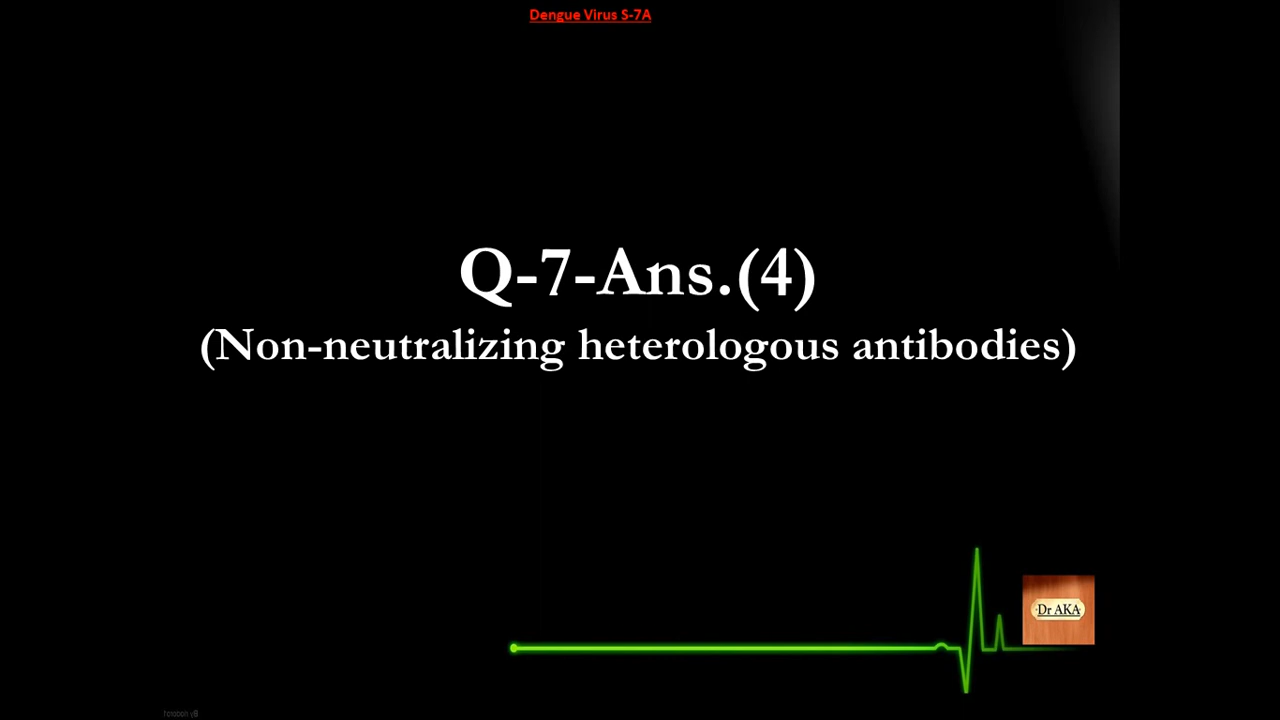 Dengue Virus S-7A
Q-7-Ans.(4)
(Non-neutralizing heterologous antibodies)
Dr AKA